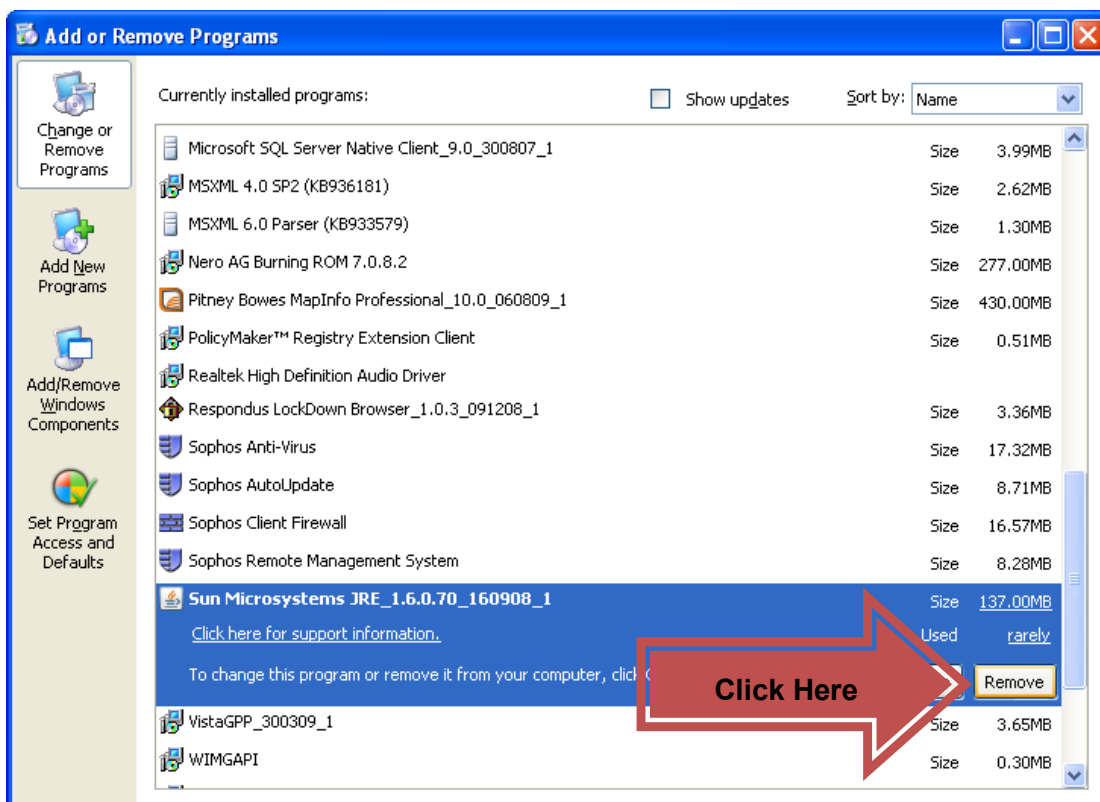 Add or Remove Programs
Change or
Remove
Programs
Add New
Programs
Add/Remove
Windows
Components
Set Program
Access and
Defaults
Currently installed programs:
Show updates
Sort by: Name
Microsoft SQL Server Native Client_9.0_300807_1 Size 3.99MB
MSXML 4.0 SP2 (KB936181) Size 2.62MB
MSXML 6.0 Parser (KB933579) Size 1.30MB
Nero AG Burning ROM 7.0.8.2 Size 277.00MB
Pitney Bowes MapInfo Professional_10.0_060809_1 Size 430.00MB
PolicyMaker™ Registry Extension Client Size 0.51MB
Realtek High Definition Audio Driver
Respondus LockDown Browser_1.0.3_091208_1 Size 3.36MB
Sophos Anti-Virus Size 17.32MB
Sophos AutoUpdate Size 8.71MB
Sophos Client Firewall Size 16.57MB
Sophos Remote Management System Size 8.28MB
Sun Microsystems JRE_1.6.0.70_160908_1 Size 137.00MB
Click here for support information. Used rarely
To change this program or remove it from your computer, click
Click Here
Remove
VistaGPP_300309_1 Size 3.65MB
WIMGAPI Size 0.30MB